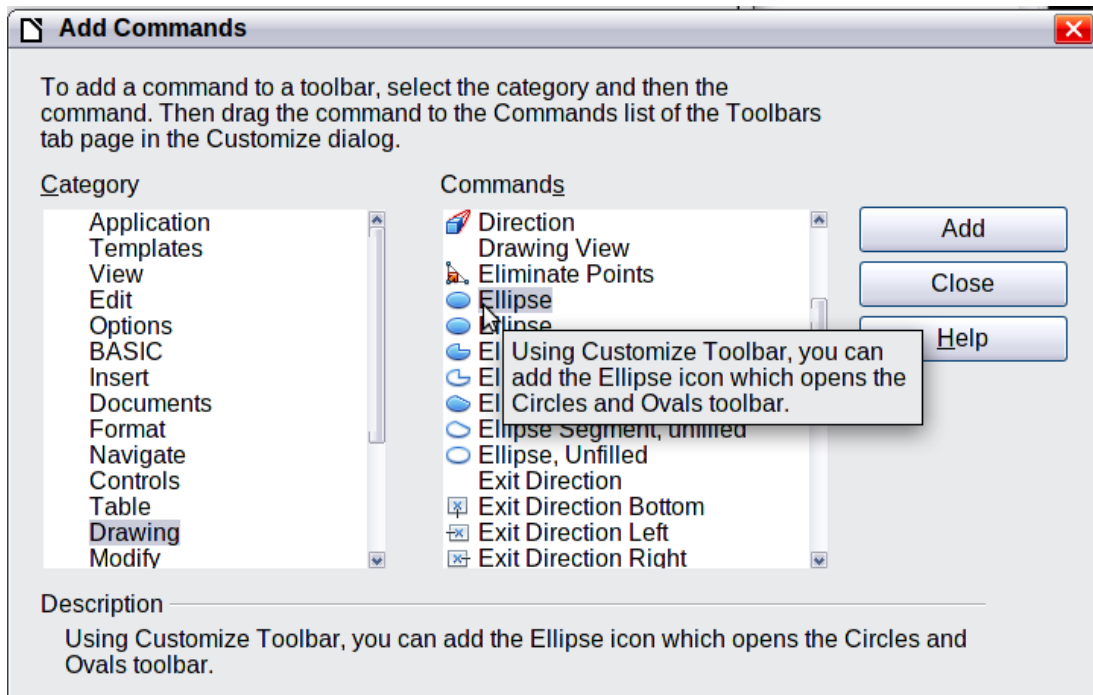 Add Commands
To add a command to a toolbar, select the category and then the
command. Then drag the command to the Commands list of the Toolbars
tab page in the Customize dialog.
Category
Application
Templates
View
Edit
Options
BASIC
Insert
Documents
Format
Navigate
Controls
Table
Drawing
Modify
Commands
Direction
Drawing View
Eliminate Points
Ellipse
Ellipse
Using Customize Toolbar, you can
add the Ellipse icon which opens the
Circles and Ovals toolbar.
Ellipse Segment, unfilled
Ellipse, Unfilled
Exit Direction
Exit Direction Bottom
Exit Direction Left
Exit Direction Right
Add
Close
Help
Description
Using Customize Toolbar, you can add the Ellipse icon which opens the Circles and
Ovals toolbar.